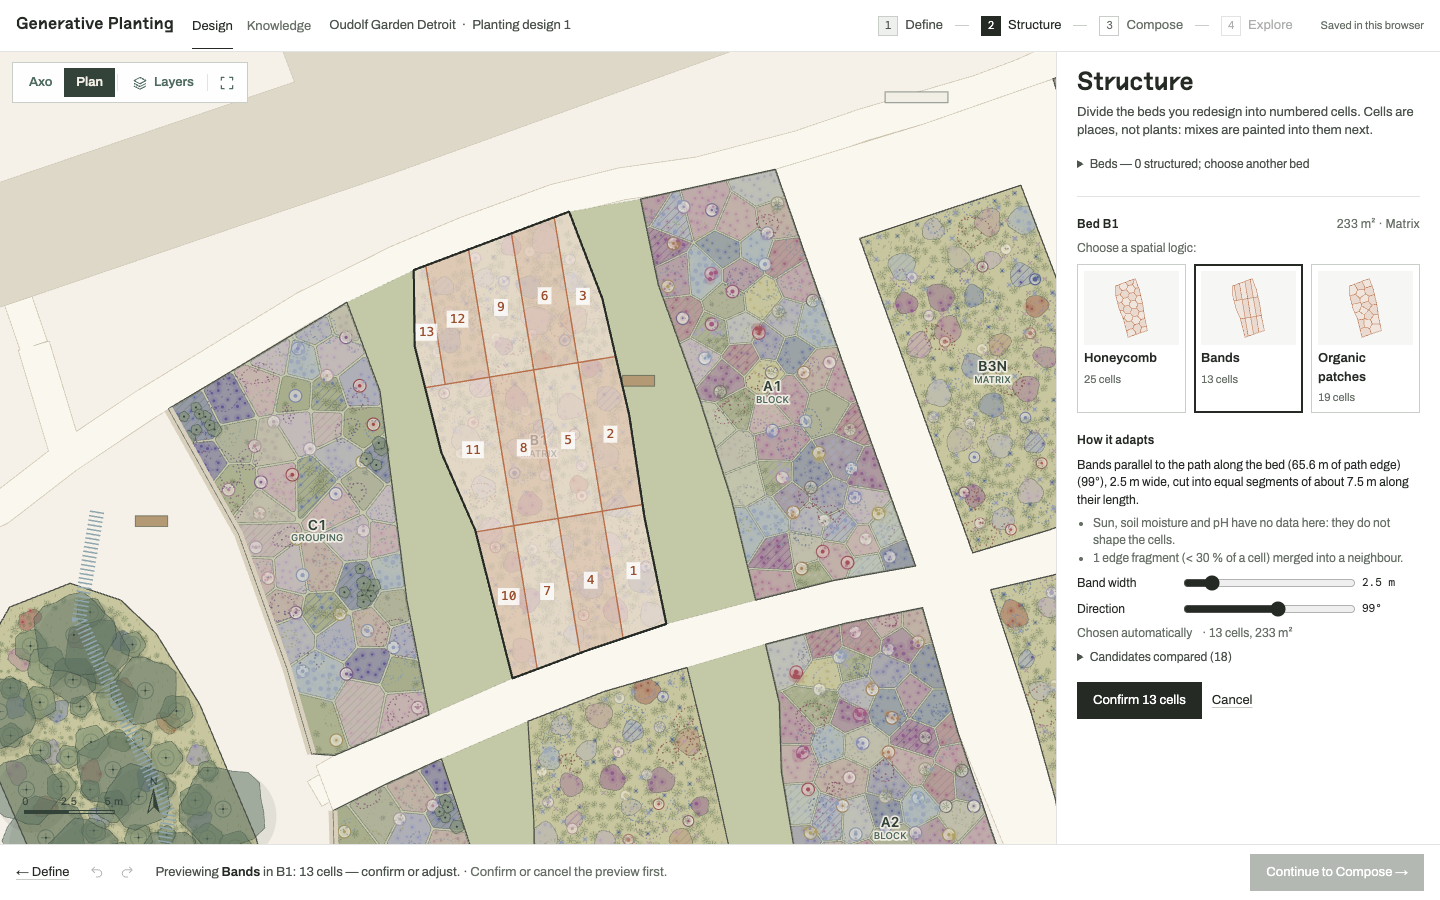 Generative Planting
Design
Knowledge
Oudolf Garden Detroit · Planting design 1
1 Define — 2 Structure — 3 Compose — 4 Explore
Saved in this browser
Axo
Plan
Layers
Structure
Divide the beds you redesign into numbered cells. Cells are
places, not plants: mixes are painted into them next.
Beds — 0 structured; choose another bed
Bed B1
233 m² · Matrix
Choose a spatial logic:
Honeycomb
25 cells
Bands
13 cells
Organic
patches
19 cells
How it adapts
Bands parallel to the path along the bed (65.6 m of path edge)
(99°), 2.5 m wide, cut into equal segments of about 7.5 m along
their length.
• Sun, soil moisture and pH have no data here: they do not
shape the cells.
• 1 edge fragment (< 30 % of a cell) merged into a neighbour.
Band width
2.5 m
Direction
99°
Chosen automatically · 13 cells, 233 m²
Candidates compared (18)
Confirm 13 cells
Cancel
13
12
9
6
3
11
8
5
2
10
7
4
1
A1
BLOCK
B3N
MATRIX
C1
GROUPING
A2
BLOCK
N
0 2.5 5 m
← Define
Previewing Bands in B1: 13 cells — confirm or adjust. · Confirm or cancel the preview first.
Continue to Compose →